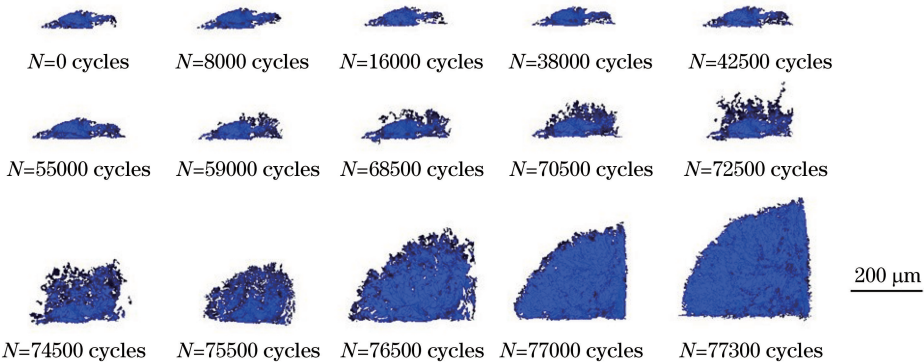 N=0 cycles N=8000 cycles N=16000 cycles N=38000 cycles N=42500 cycles
N=55000 cycles N=59000 cycles N=68500 cycles N=70500 cycles N=72500 cycles
200 μm
N=74500 cycles N=75500 cycles N=76500 cycles N=77000 cycles N=77300 cycles